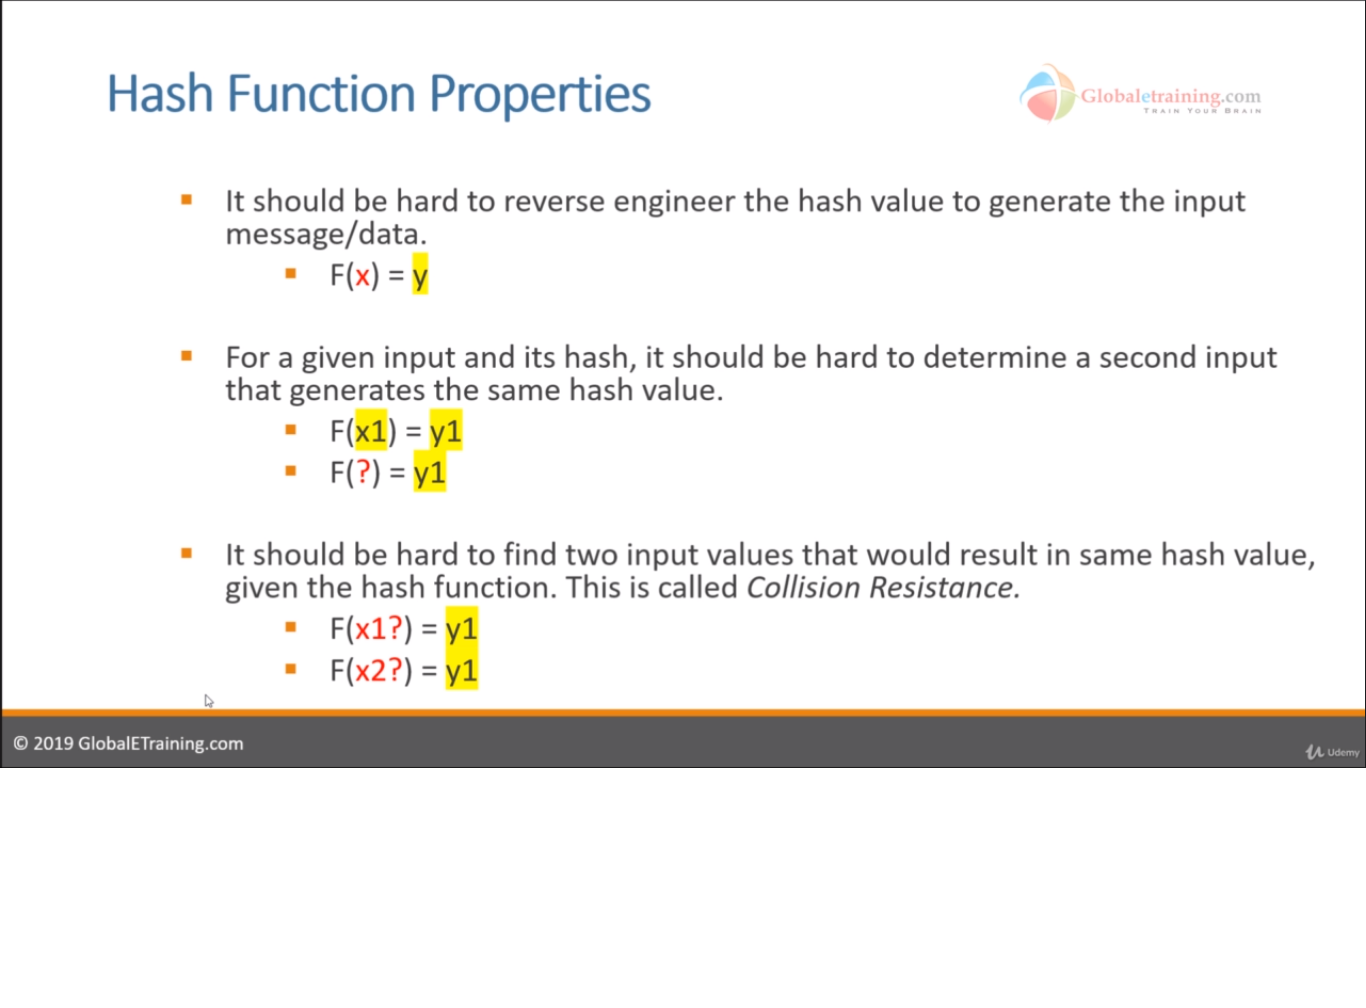 Hash Function Properties
Globaletraining.com
TRAIN YOUR BRAIN
It should be hard to reverse engineer the hash value to generate the input
message/data.
F(x) = y
For a given input and its hash, it should be hard to determine a second input
that generates the same hash value.
F(x1) = y1
F(?) = y1
It should be hard to find two input values that would result in same hash value,
given the hash function. This is called Collision Resistance.
F(x1?) = y1
F(x2?) = y1
© 2019 GlobalETraining.com
Udemy